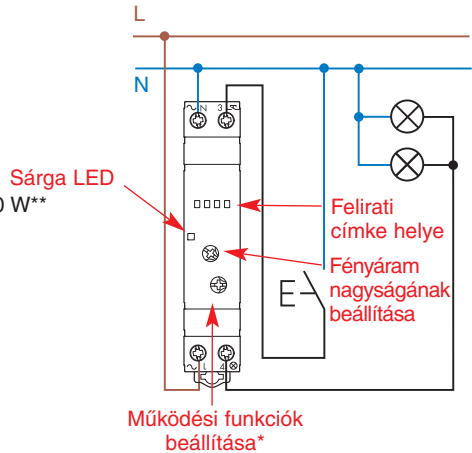 L
N
N 3
Sárga LED
0 W**
Felirati
címke helye
Fényáram
nagyságának
beállítása
E
L 4
Működési funkciók
beállítása*